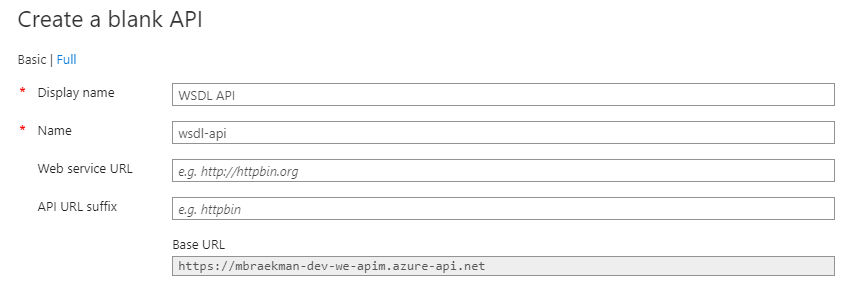 Create a blank API
Basic | Full
* Display name
WSDL API
* Name
wsdl-api
Web service URL
e.g. http://httpbin.org
API URL suffix
e.g. httpbin
Base URL
https://mbraekman-dev-we-apim.azure-api.net